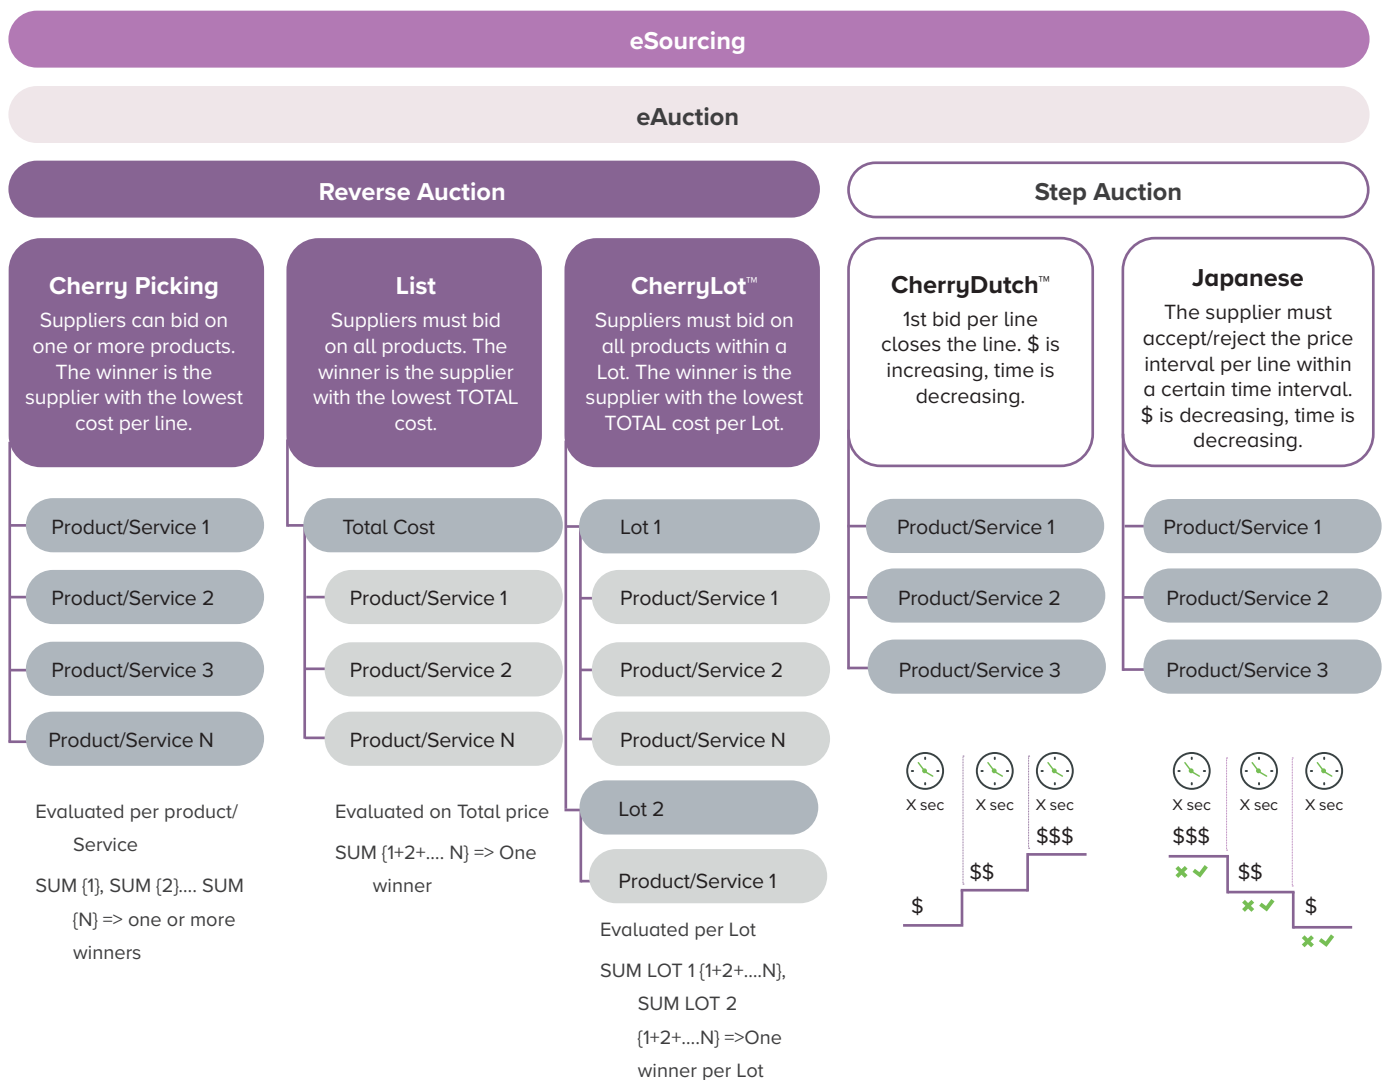 eSourcing
eAuction
Reverse Auction
Step Auction
Cherry Picking
Suppliers can bid on
one or more products.
The winner is the
supplier with the lowest
cost per line.
List
Suppliers must bid
on all products. The
winner is the supplier
with the lowest TOTAL
cost.
CherryLot™
Suppliers must bid on
all products within a
Lot. The winner is the
supplier with the lowest
TOTAL cost per Lot.
CherryDutch™
1st bid per line
closes the line. $ is
increasing, time is
decreasing.
Japanese
The supplier must
accept/reject the price
interval per line within
a certain time interval.
$ is decreasing, time is
decreasing.
Product/Service 1
Product/Service 2
Product/Service 3
Product/Service N
Evaluated per product/
Service
SUM {1}, SUM {2}.... SUM
{N} => one or more
winners
Total Cost
Product/Service 1
Product/Service 2
Product/Service N
Evaluated on Total price
SUM {1+2+.... N} => One
winner
Lot 1
Product/Service 1
Product/Service 2
Product/Service N
Lot 2
Product/Service 1
Evaluated per Lot
SUM LOT 1 {1+2+....N},
SUM LOT 2
{1+2+....N} =>One
winner per Lot
Product/Service 1
Product/Service 2
Product/Service 3
X sec
X sec
X sec
$
$$
$$$
Product/Service 1
Product/Service 2
Product/Service 3
X sec
X sec
X sec
$$$
$$
$